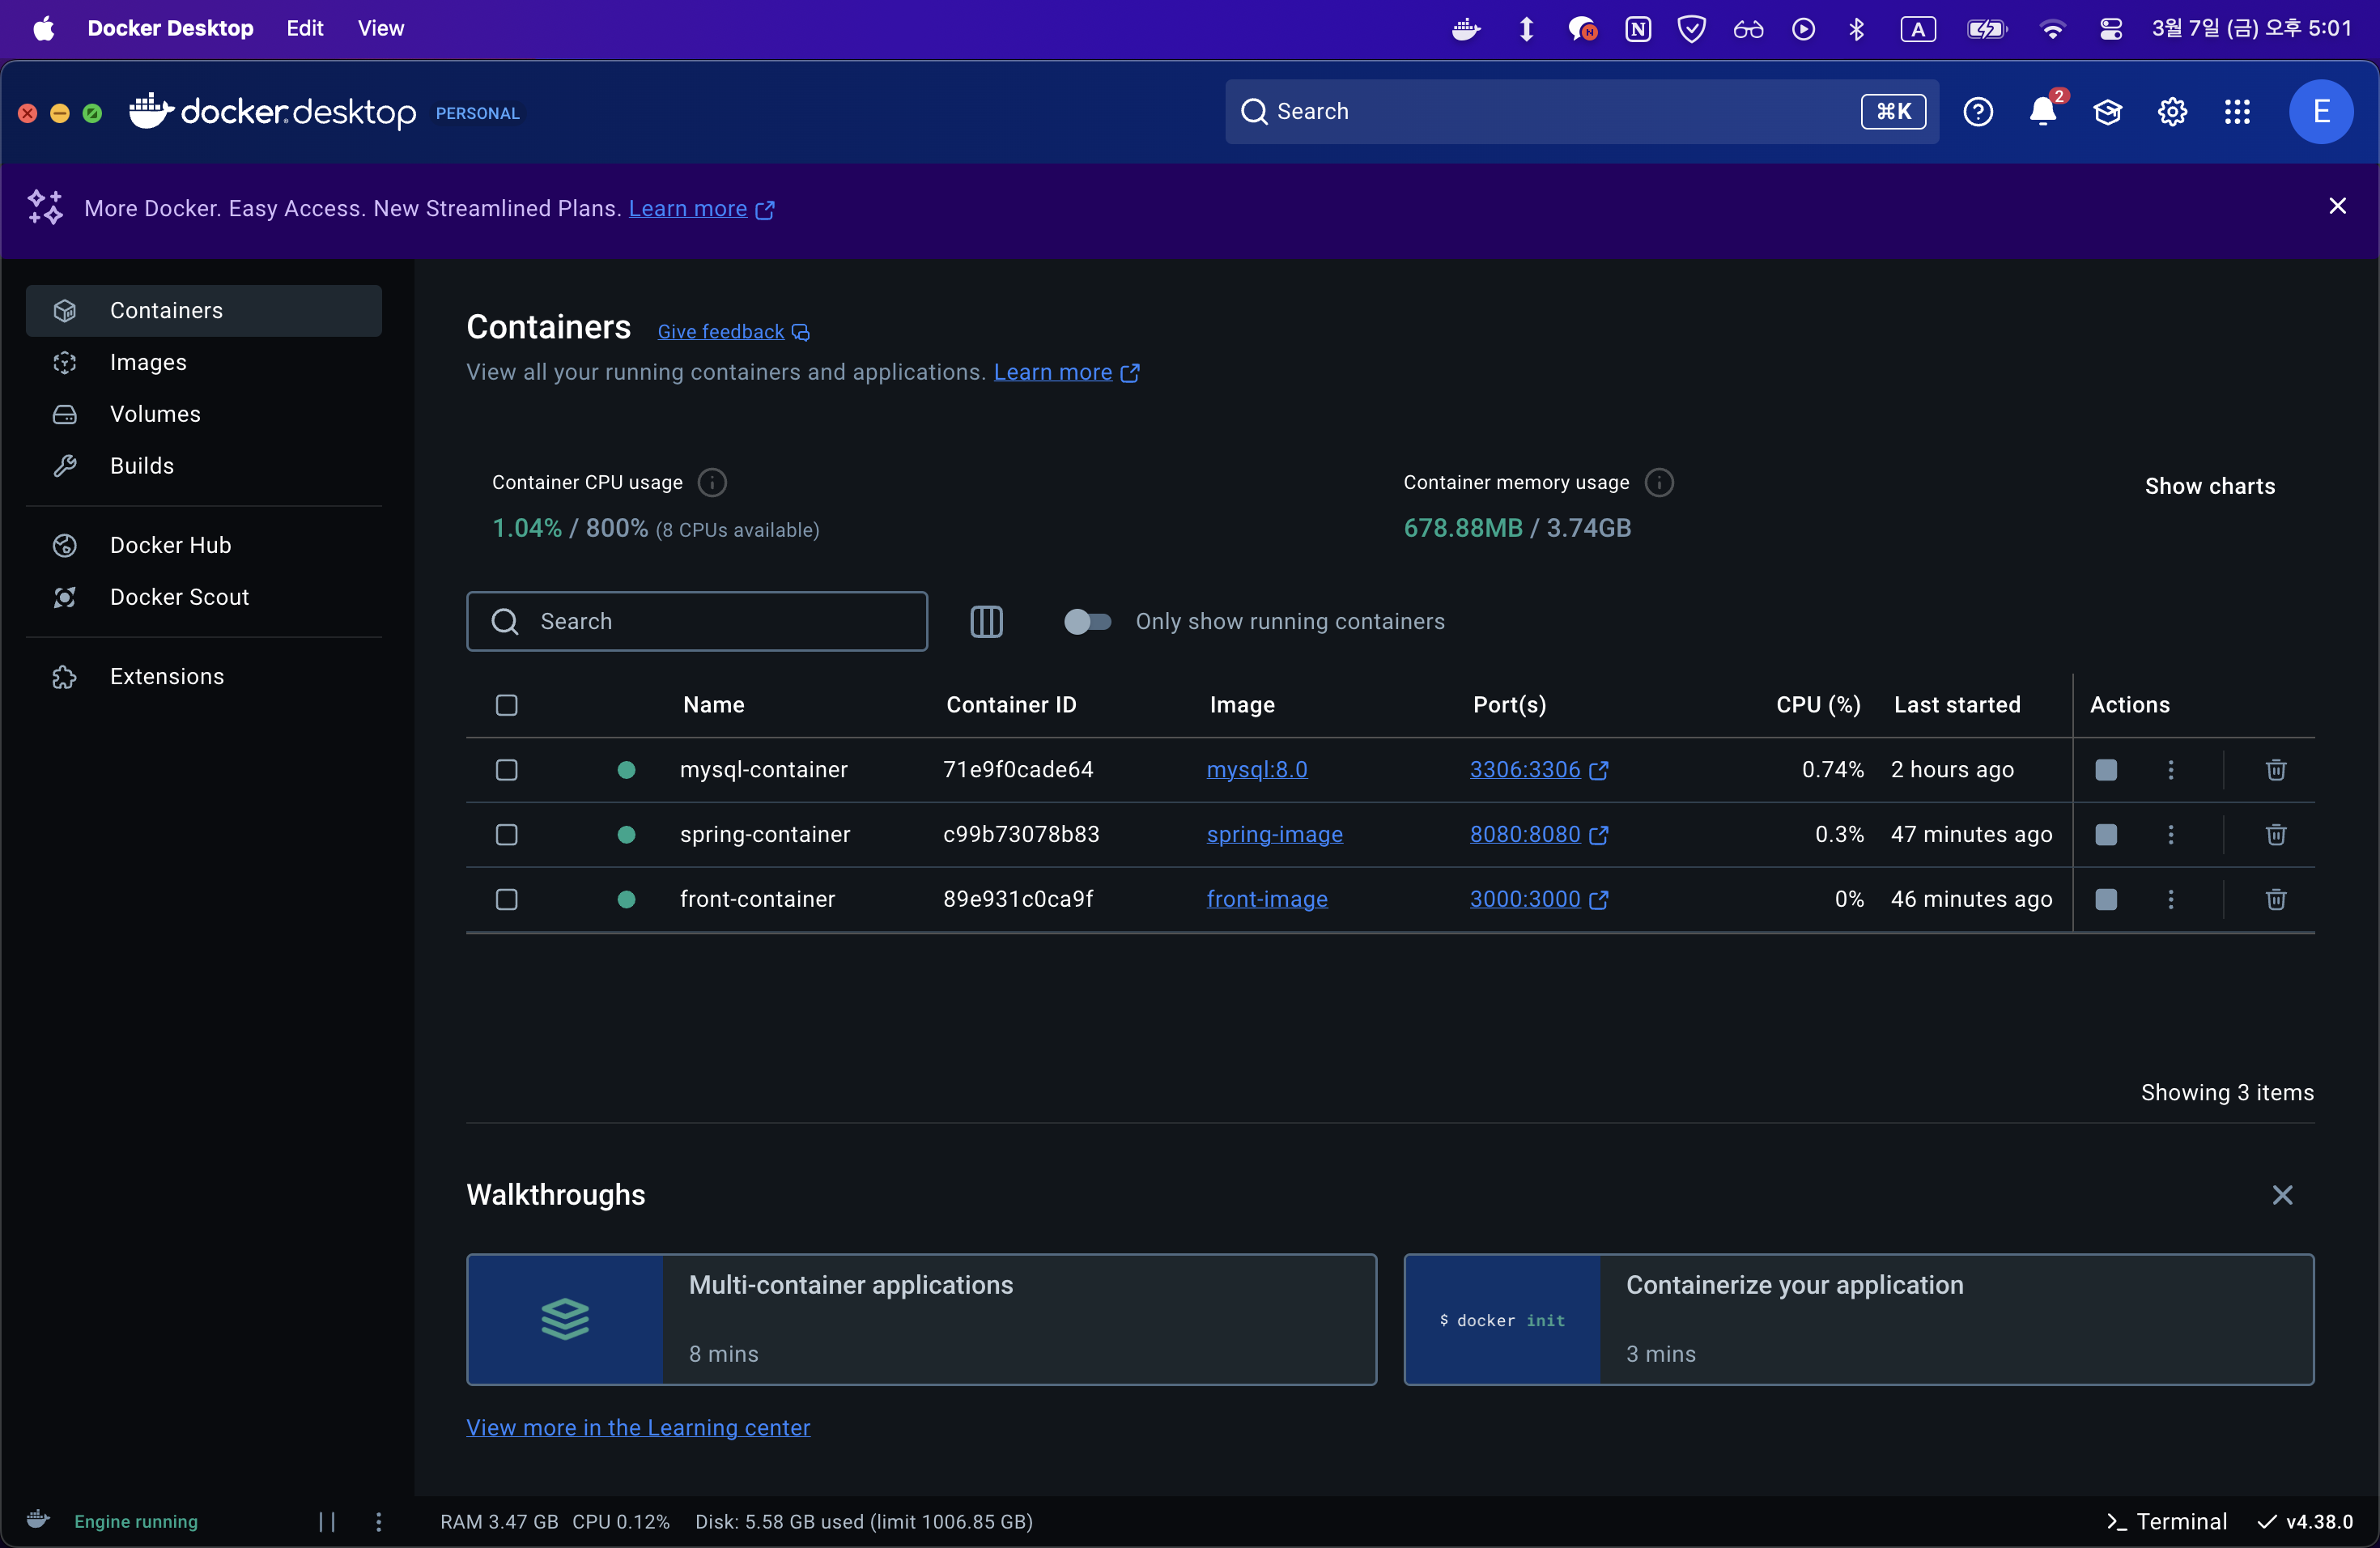 Docker Desktop Edit View N N A 3월 7일 (금) 오후 5:01
docker.desktop PERSONAL Search ⌘K 2 E
More Docker. Easy Access. New Streamlined Plans. Learn more
Containers
Images
Volumes
Builds
Docker Hub
Docker Scout
Extensions
Containers Give feedback
View all your running containers and applications. Learn more
Container CPU usage
1.04% / 800% (8 CPUs available)
Container memory usage
678.88MB / 3.74GB
Show charts
Search Only show running containers
Name Container ID Image Port(s) CPU (%) Last started Actions
mysql-container 71e9f0cade64 mysql:8.0 3306:3306 0.74% 2 hours ago
spring-container c99b73078b83 spring-image 8080:8080 0.3% 47 minutes ago
front-container 89e931c0ca9f front-image 3000:3000 0% 46 minutes ago
Showing 3 items
Walkthroughs
Multi-container applications
8 mins
$ docker init
Containerize your application
3 mins
View more in the Learning center
Engine running RAM 3.47 GB CPU 0.12% Disk: 5.58 GB used (limit 1006.85 GB) >_ Terminal v4.38.0